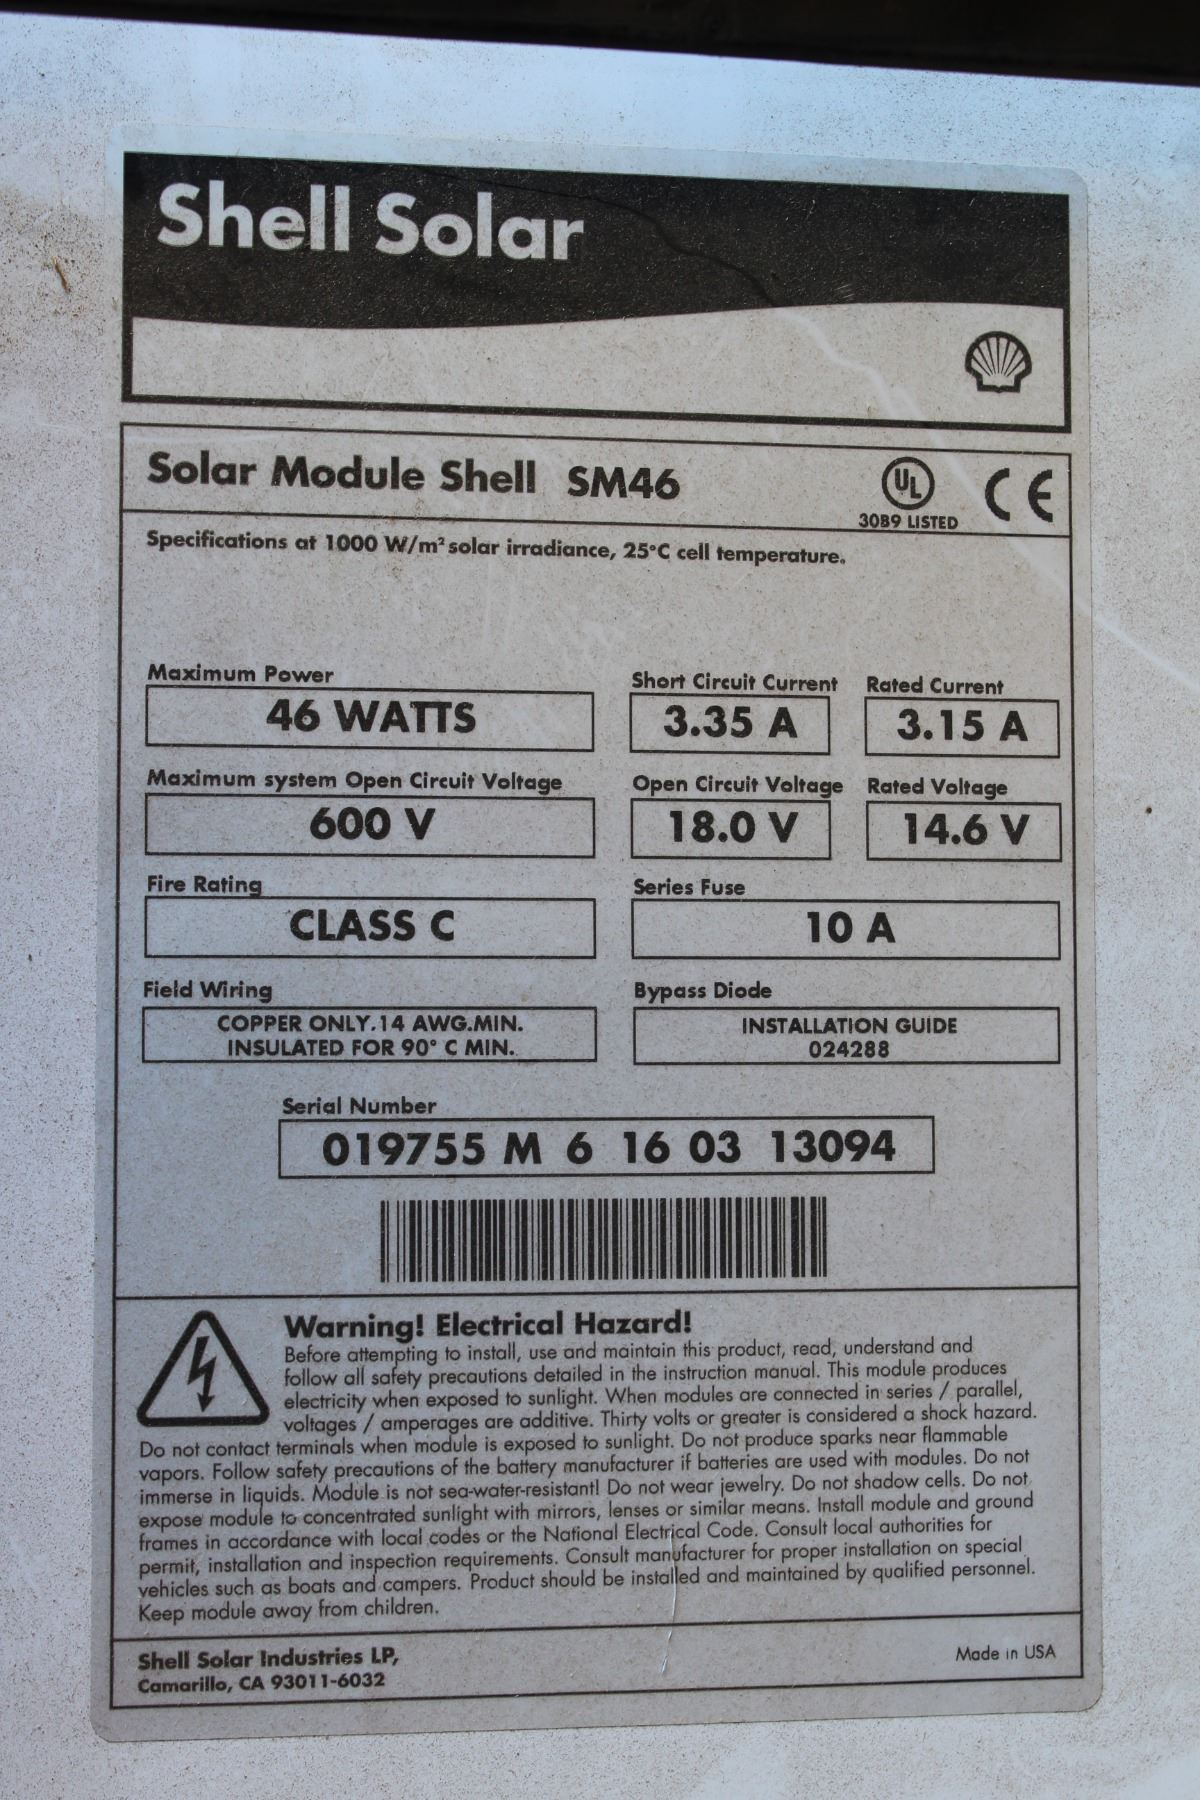 Shell Solar
Solar Module Shell SM46
UL
30B9 LISTED
CE
Specifications at 1000 W/m² solar irradiance, 25°C cell temperature.
Maximum Power
46 WATTS
Short Circuit Current
3.35 A
Rated Current
3.15 A
Maximum system Open Circuit Voltage
600 V
Open Circuit Voltage
18.0 V
Rated Voltage
14.6 V
Fire Rating
CLASS C
Series Fuse
10 A
Field Wiring
COPPER ONLY.14 AWG.MIN.
INSULATED FOR 90° C MIN.
Bypass Diode
INSTALLATION GUIDE
024288
Serial Number
019755 M 6 16 03 13094
Warning! Electrical Hazard!
Before attempting to install, use and maintain this product, read, understand and
follow all safety precautions detailed in the instruction manual. This module produces
electricity when exposed to sunlight. When modules are connected in series / parallel,
voltages / amperages are additive. Thirty volts or greater is considered a shock hazard.
Do not contact terminals when module is exposed to sunlight. Do not produce sparks near flammable
vapors. Follow safety precautions of the battery manufacturer if batteries are used with modules. Do not
immerse in liquids. Module is not sea-water-resistant! Do not wear jewelry. Do not shadow cells. Do not
expose module to concentrated sunlight with mirrors, lenses or similar means. Install module and ground
frames in accordance with local codes or the National Electrical Code. Consult local authorities for
permit, installation and inspection requirements. Consult manufacturer for proper installation on special
vehicles such as boats and campers. Product should be installed and maintained by qualified personnel.
Keep module away from children.
Shell Solar Industries LP,
Camarillo, CA 93011-6032
Made in USA